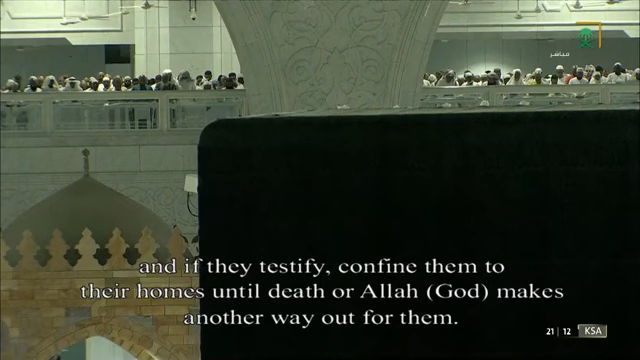 مباشر
and if they testify, confine them to
their homes until death or Allah (God) makes
another way out for them.
21 | 12 KSA